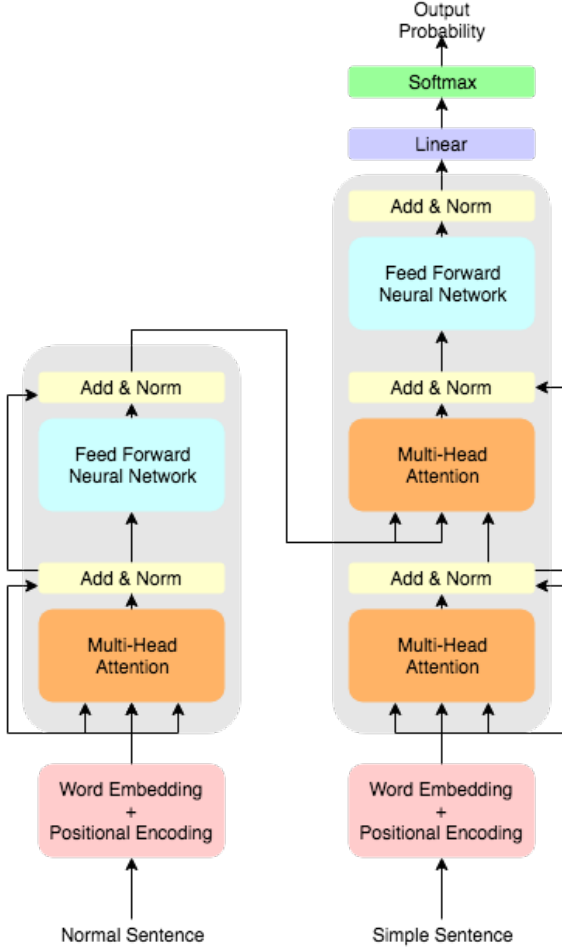 Output
Probability
Softmax
Linear
Add & Norm
Feed Forward
Neural Network
Add & Norm
Multi-Head
Attention
Add & Norm
Multi-Head
Attention
Word Embedding
+
Positional Encoding
Simple Sentence
Add & Norm
Feed Forward
Neural Network
Add & Norm
Multi-Head
Attention
Word Embedding
+
Positional Encoding
Normal Sentence